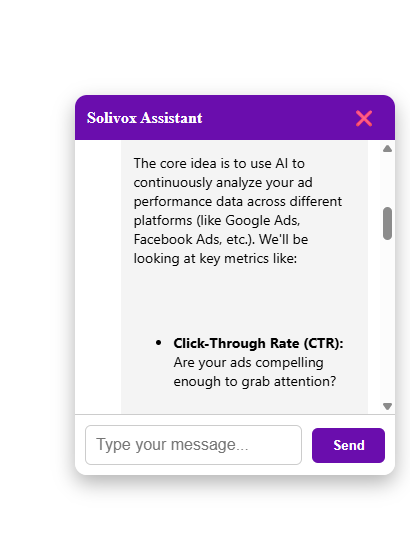 Solivox Assistant
The core idea is to use AI to
continuously analyze your ad
performance data across different
platforms (like Google Ads,
Facebook Ads, etc.). We'll be
looking at key metrics like:
• Click-Through Rate (CTR):
Are your ads compelling
enough to grab attention?
Type your message...
Send